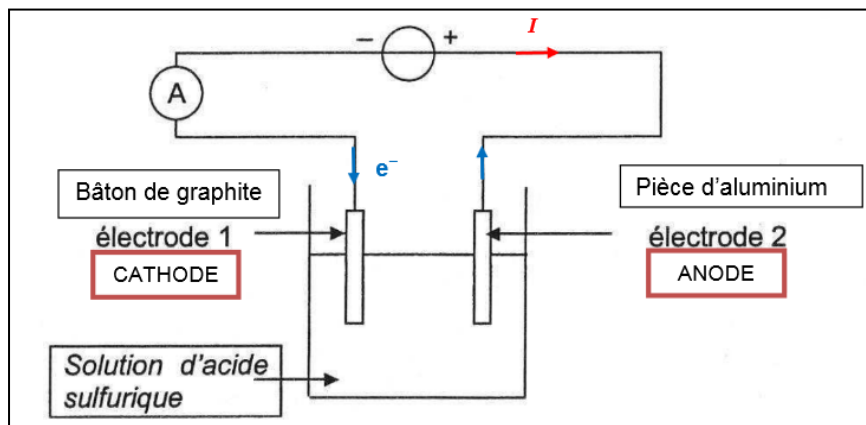 − +
I
A
e⁻
Bâton de graphite
Pièce d'aluminium
électrode 1
électrode 2
CATHODE
ANODE
Solution d'acide
sulfurique